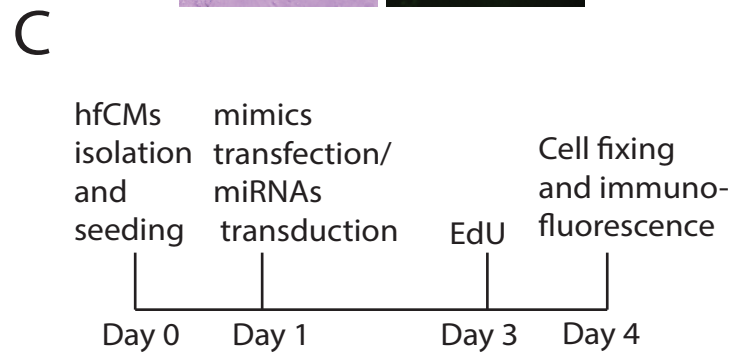 C
hfCMs
isolation
and
seeding
mimics
transfection/
miRNAs
transduction
EdU
Cell fixing
and immuno-
fluorescence
Day 0 Day 1 Day 3 Day 4